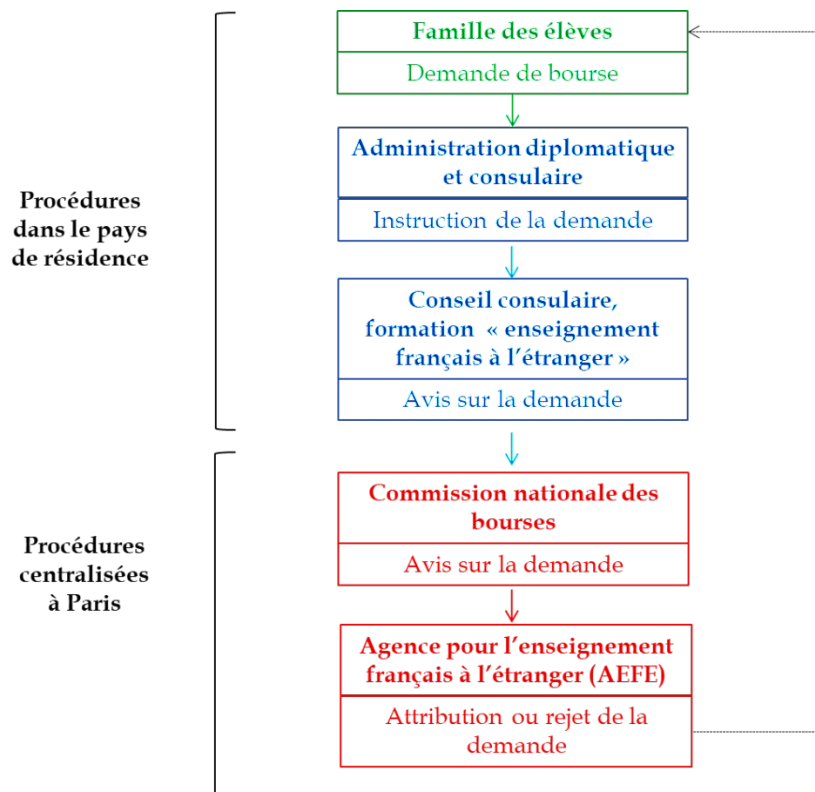 Famille des élèves
Demande de bourse
Administration diplomatique
et consulaire
Instruction de la demande
Procédures
dans le pays
de résidence
Conseil consulaire,
formation « enseignement
français à l’étranger »
Avis sur la demande
Commission nationale des
bourses
Avis sur la demande
Procédures
centralisées
à Paris
Agence pour l’enseignement
français à l’étranger (AEFE)
Attribution ou rejet de la
demande